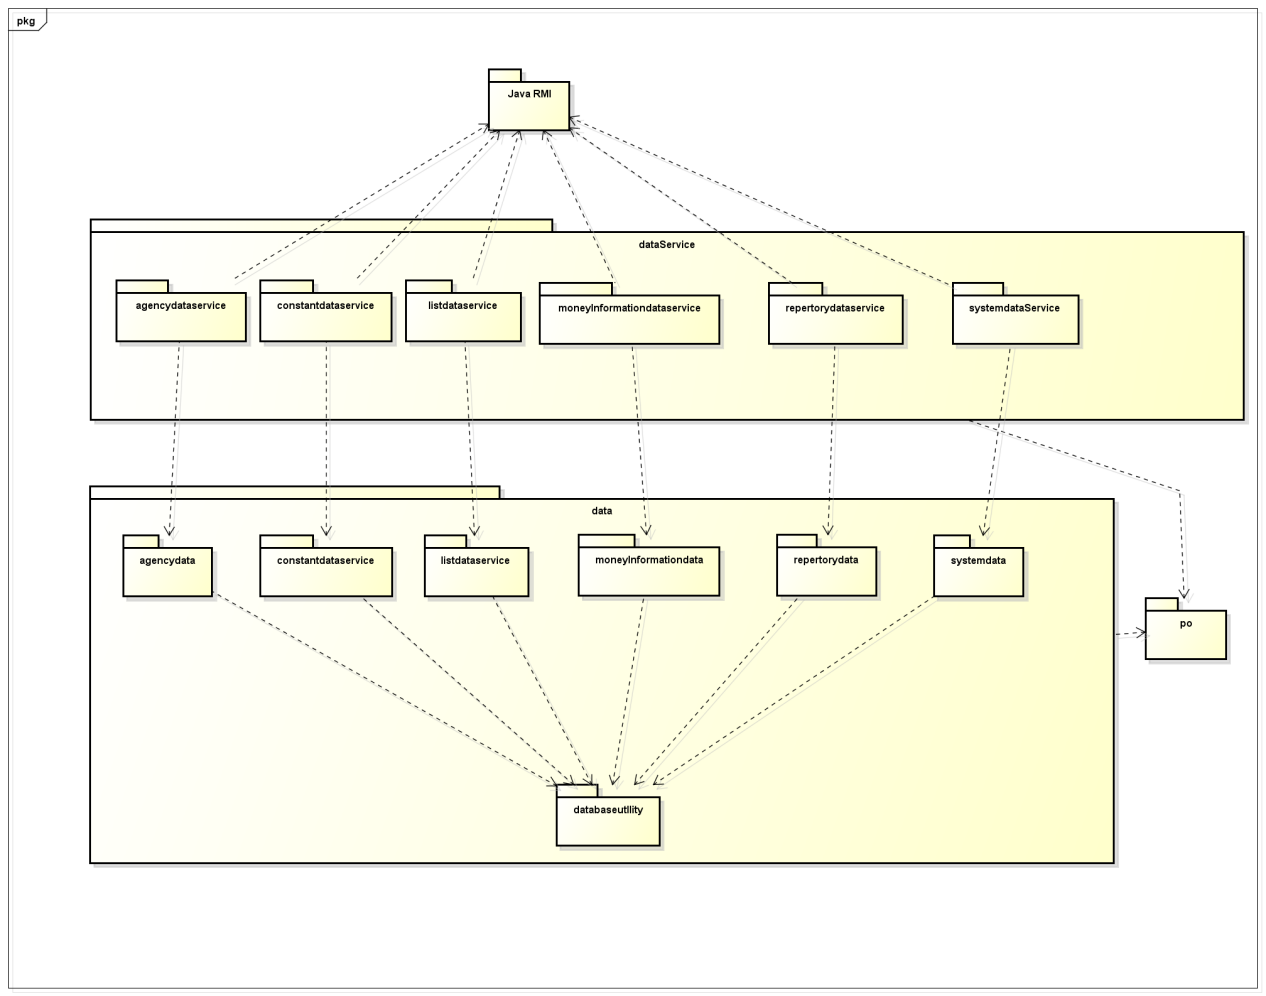 pkg
Java RMI
dataService
agencydataservice
constantdataservice
listdataservice
moneyInformationdataservice
repertorydataservice
systemdataService
data
agencydata
constantdataservice
listdataservice
moneyInformationdata
repertorydata
systemdata
po
databaseutility